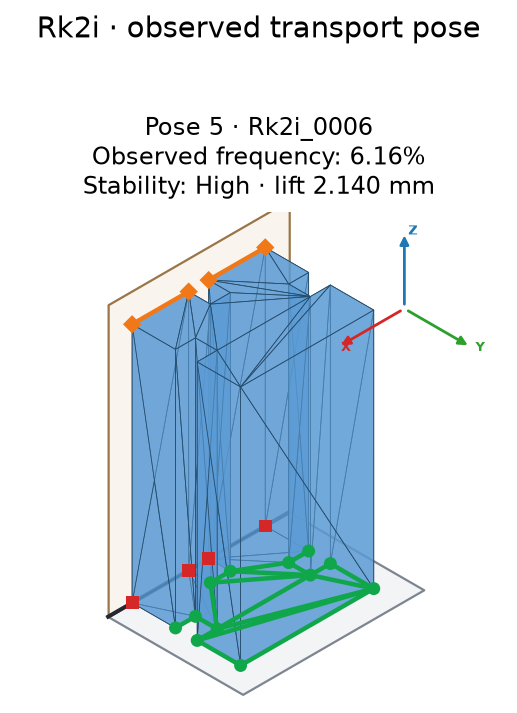 Rk2i · observed transport pose
Pose 5 · Rk2i_0006
Observed frequency: 6.16%
Stability: High · lift 2.140 mm
Z
X
Y